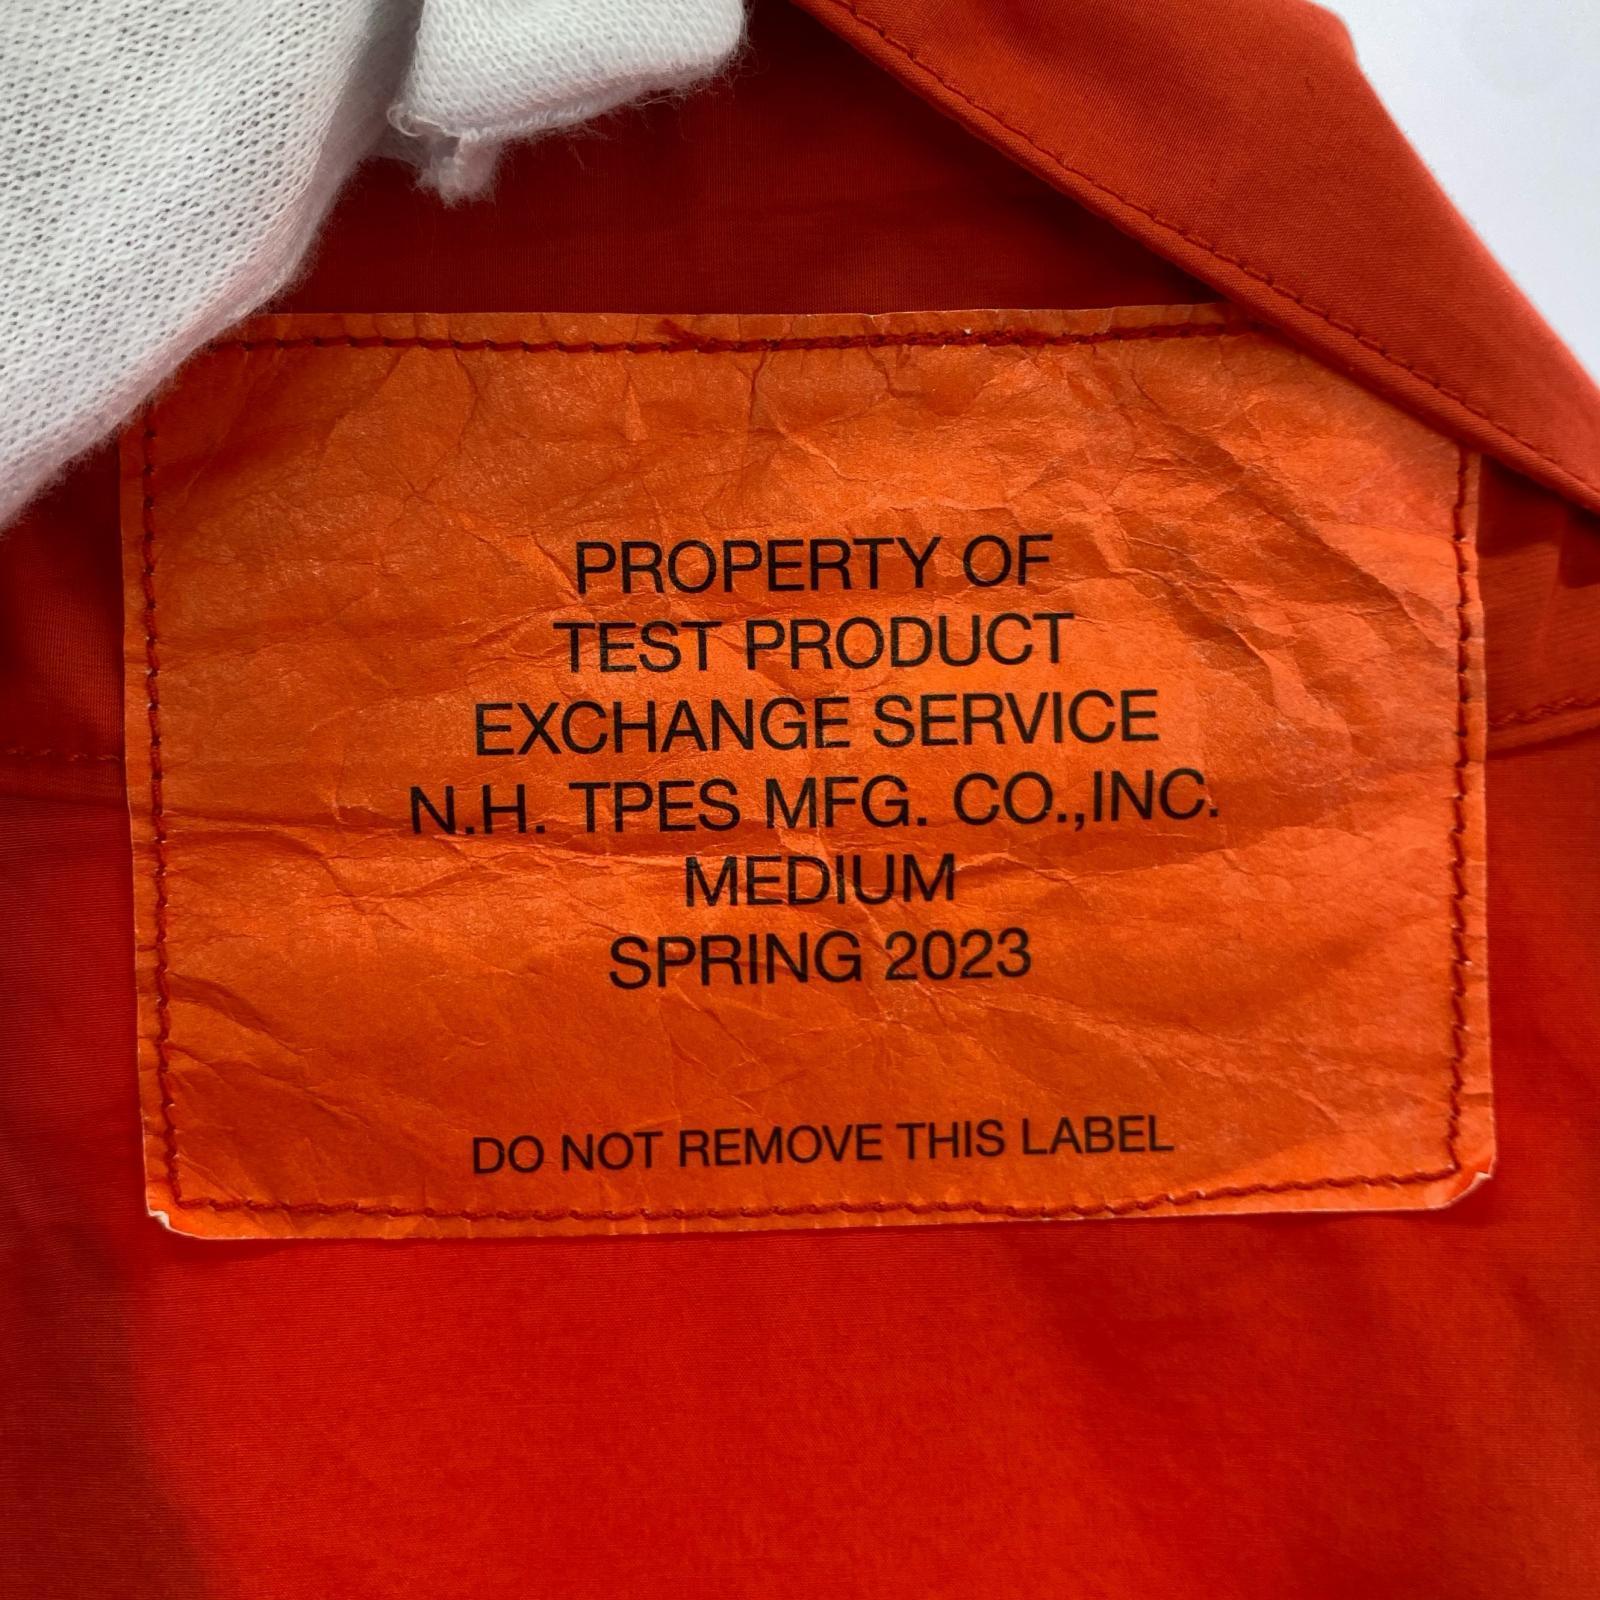 PROPERTY OF
TEST PRODUCT
EXCHANGE SERVICE
N.H. TPES MFG. CO.,INC.
MEDIUM
SPRING 2023
DO NOT REMOVE THIS LABEL